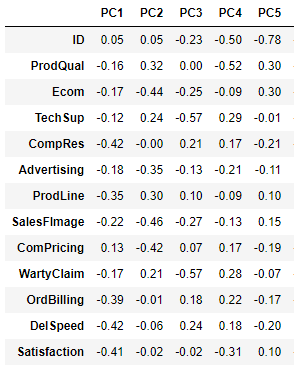 PC1 PC2 PC3 PC4 PC5
ID 0.05 0.05 -0.23 -0.50 -0.78
ProdQual -0.16 0.32 0.00 -0.52 0.30
Ecom -0.17 -0.44 -0.25 -0.09 0.30
TechSup -0.12 0.24 -0.57 0.29 -0.01
CompRes -0.42 -0.00 0.21 0.17 -0.21
Advertising -0.18 -0.35 -0.13 -0.21 -0.11
ProdLine -0.35 0.30 0.10 -0.09 0.10
SalesFImage -0.22 -0.46 -0.27 -0.13 0.15
ComPricing 0.13 -0.42 0.07 0.17 -0.19
WartyClaim -0.17 0.21 -0.57 0.28 -0.07
OrdBilling -0.39 -0.01 0.18 0.22 -0.17
DelSpeed -0.42 -0.06 0.24 0.18 -0.20
Satisfaction -0.41 -0.02 -0.02 -0.31 0.10